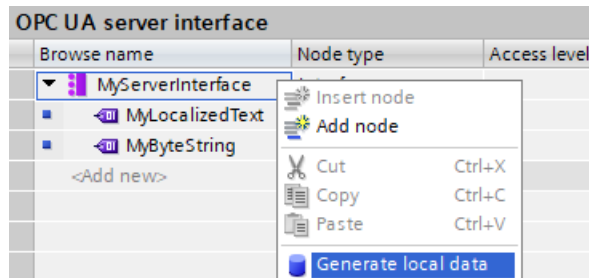 OPC UA server interface
Browse name Node type Access level
MyServerInterface
Insert node
MyLocalizedText
Add node
MyByteString
Cut Ctrl+X
<Add new>
Copy Ctrl+C
Paste Ctrl+V
Generate local data